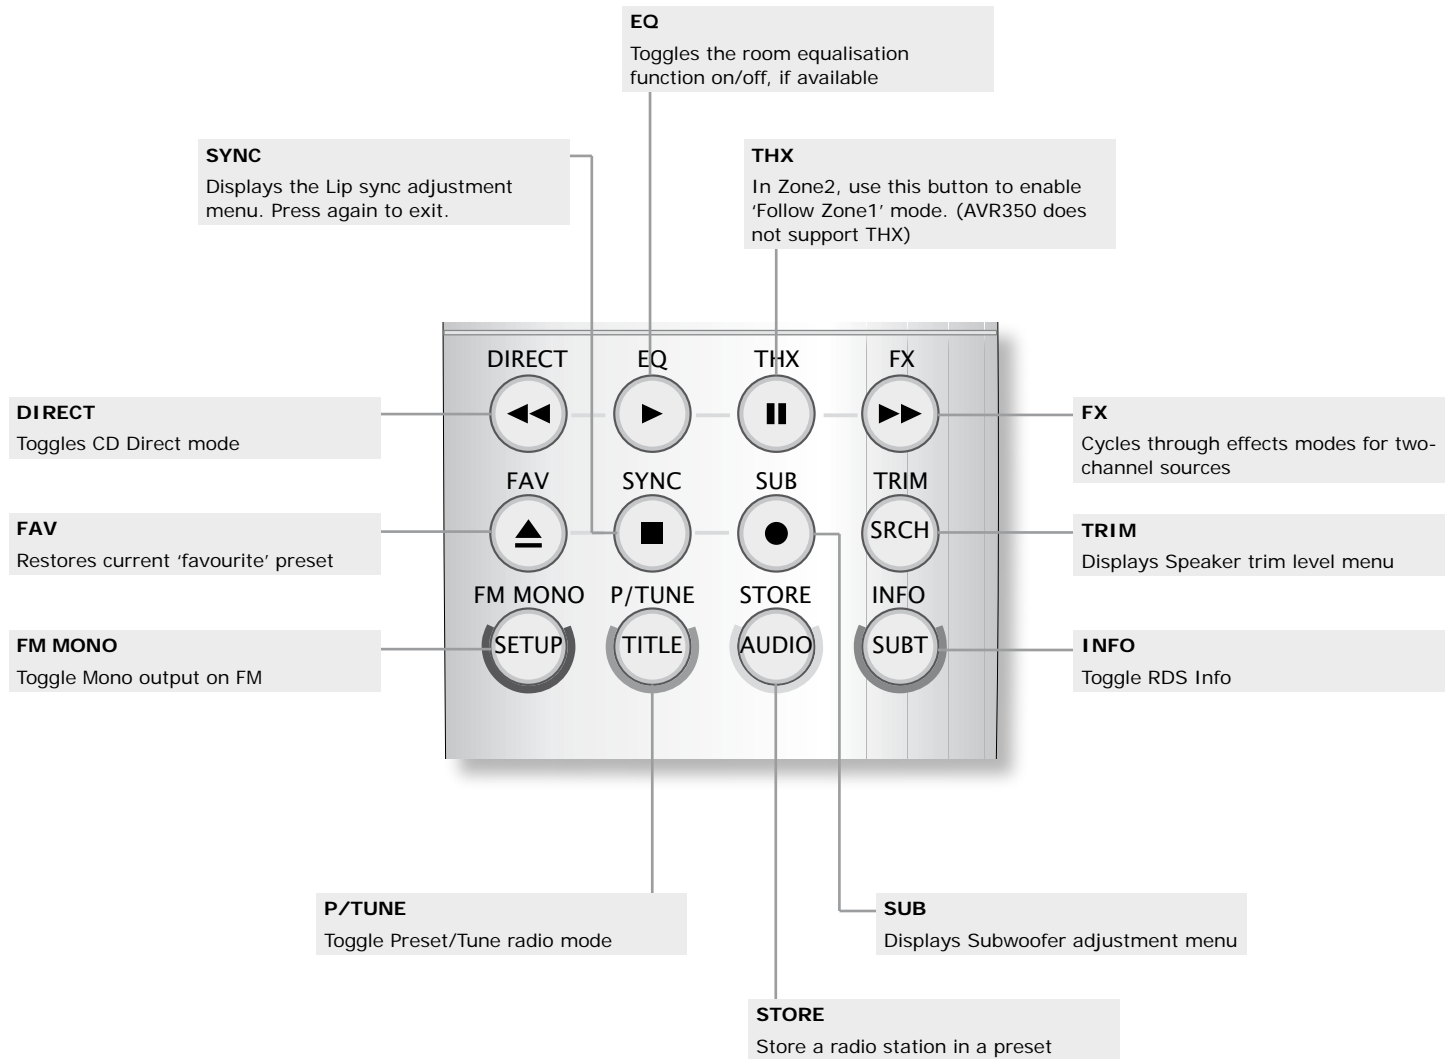 EQ
Toggles the room equalisation
function on/off, if available
SYNC
Displays the Lip sync adjustment
menu. Press again to exit.
THX
In Zone2, use this button to enable
‘Follow Zone1’ mode. (AVR350 does
not support THX)
DIRECT EQ THX FX
DIRECT
Toggles CD Direct mode
FX
Cycles through effects modes for two-
channel sources
FAV SYNC SUB TRIM
SRCH
FAV
Restores current ‘favourite’ preset
TRIM
Displays Speaker trim level menu
FM MONO P/TUNE STORE INFO
SETUP TITLE AUDIO SUBT
FM MONO
Toggle Mono output on FM
INFO
Toggle RDS Info
P/TUNE
Toggle Preset/Tune radio mode
SUB
Displays Subwoofer adjustment menu
STORE
Store a radio station in a preset